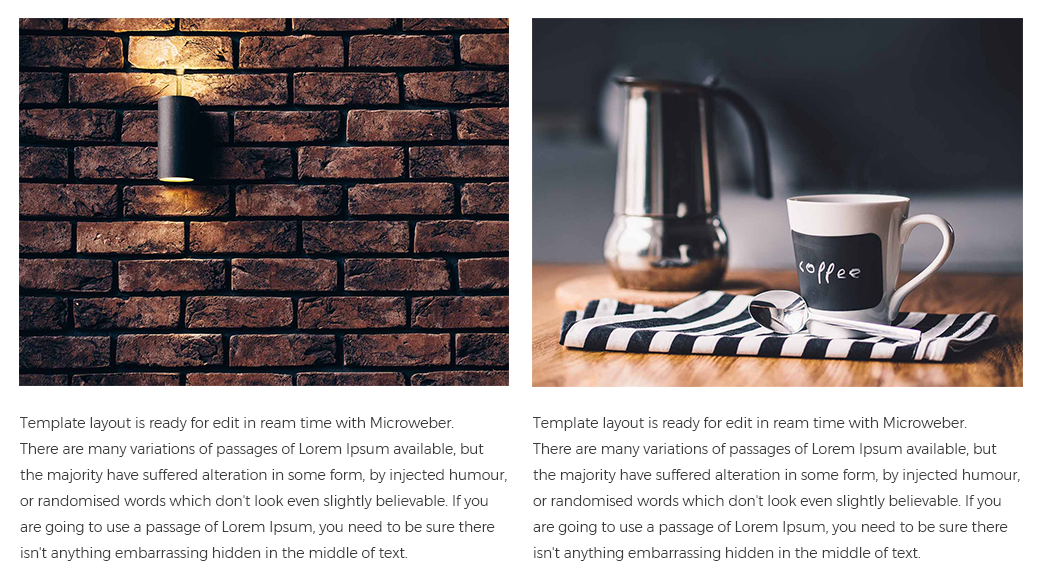 coffee
Template layout is ready for edit in ream time with Microweber.
There are many variations of passages of Lorem Ipsum available, but
the majority have suffered alteration in some form, by injected humour,
or randomised words which don't look even slightly believable. If you
are going to use a passage of Lorem Ipsum, you need to be sure there
isn't anything embarrassing hidden in the middle of text.
Template layout is ready for edit in ream time with Microweber.
There are many variations of passages of Lorem Ipsum available, but
the majority have suffered alteration in some form, by injected humour,
or randomised words which don't look even slightly believable. If you
are going to use a passage of Lorem Ipsum, you need to be sure there
isn't anything embarrassing hidden in the middle of text.